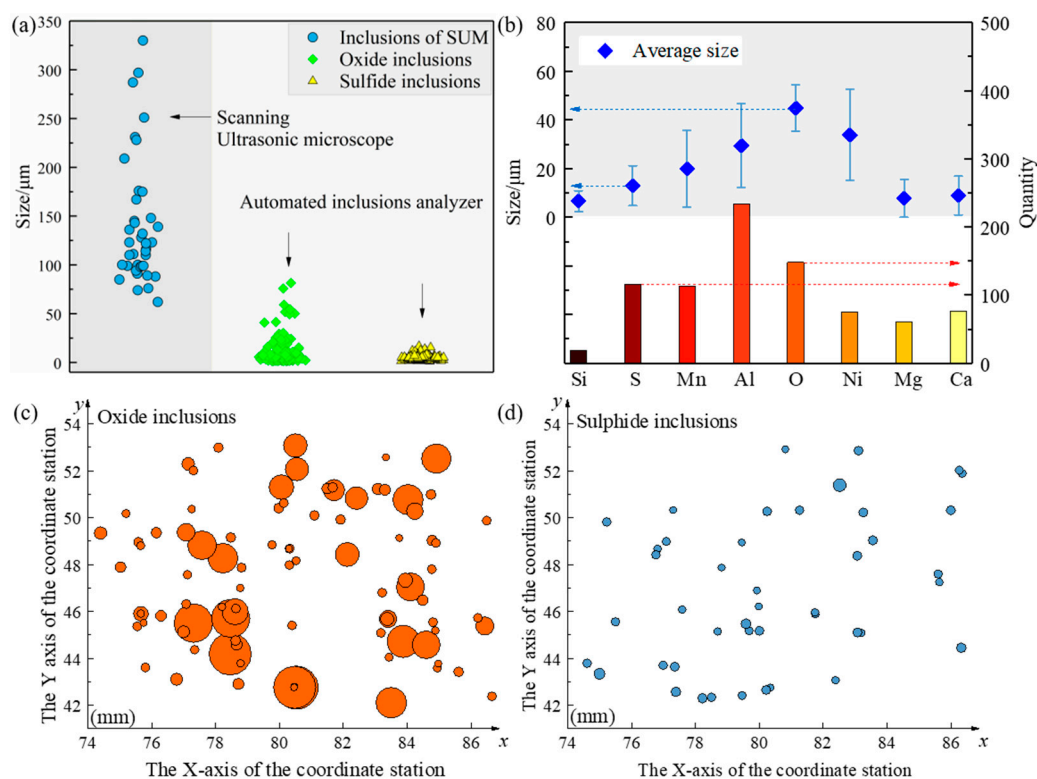 (a)
350
300
250
200
150
100
50
0
Size/μm
Inclusions of SUM
Oxide inclusions
Sulfide inclusions
Scanning
Ultrasonic microscope
Automated inclusions analyzer
(b)
80
60
40
20
0
Size/μm
Average size
500
400
300
200
100
0
Quantity
Si S Mn Al O Ni Mg Ca
(c)
y
Oxide inclusions
54
52
50
48
46
44
42
The Y axis of the coordinate station
(mm)
74 76 78 80 82 84 86 x
The X-axis of the coordinate station
(d)
y
Sulphide inclusions
54
52
50
48
46
44
42
The Y axis of the coordinate station
(mm)
74 76 78 80 82 84 86 x
The X-axis of the coordinate station